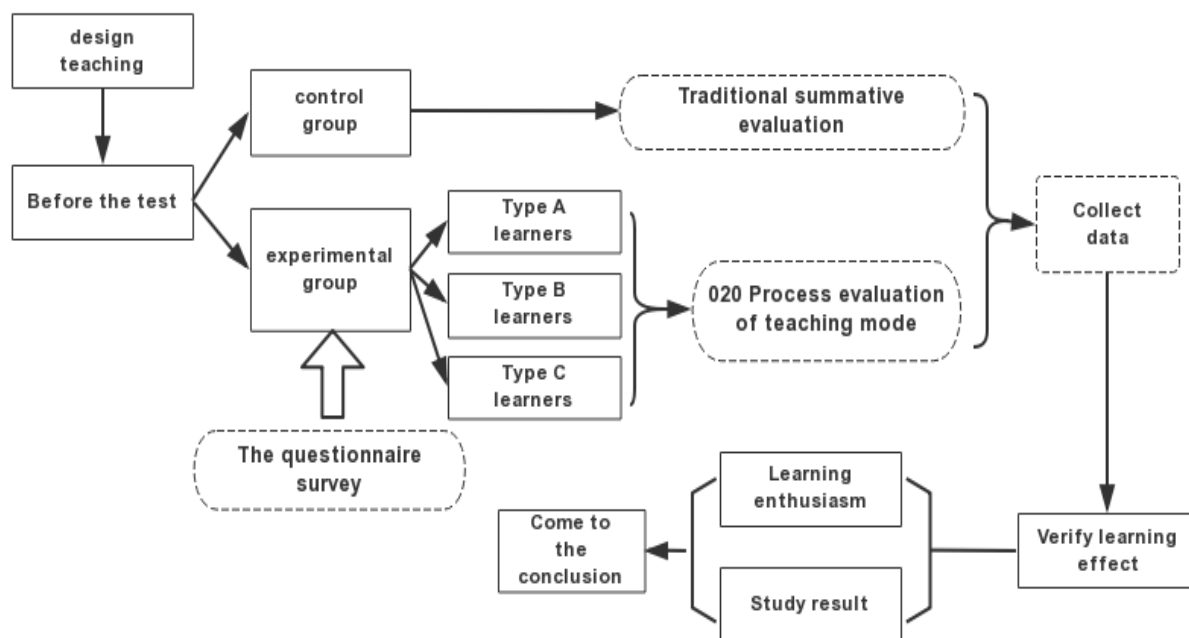 design
teaching
Before the test
control
group
experimental
group
The questionnaire
survey
Type A
learners
Type B
learners
Type C
learners
Traditional summative
evaluation
020 Process evaluation
of teaching mode
Collect
data
Verify learning
effect
Learning
enthusiasm
Study result
Come to
the
conclusion